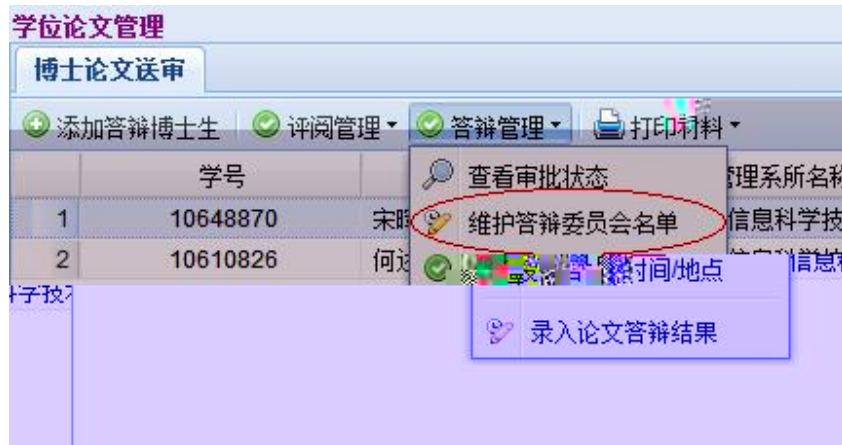 学位论文管理
博士论文送审
添加答辩博士生 评阅管理 答辩管理 打印材料
学号 查看审批状态 理系所名称
1 10648870 宋 维护答辩委员会名单 信息科学技
2 10610826 何 时间/地点 信息
字技
录入论文答辩结果